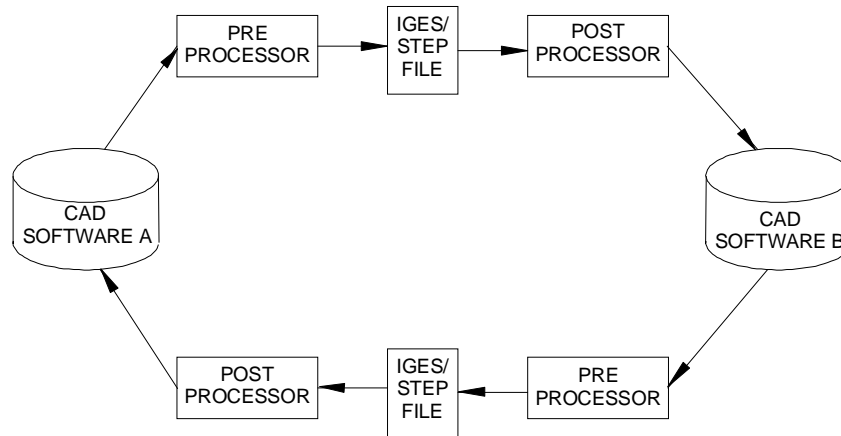 PRE
PROCESSOR
IGES/
STEP
FILE
POST
PROCESSOR
CAD
SOFTWARE A
CAD
SOFTWARE B
POST
PROCESSOR
IGES/
STEP
FILE
PRE
PROCESSOR